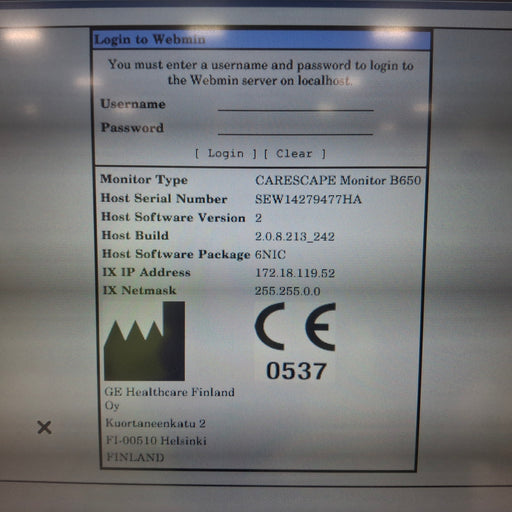 Login to Webmin
You must enter a username and password to login to
the Webmin server on localhost.
Username
Password
[ Login ] [ Clear ]
Monitor Type CARESCAPE Monitor B650
Host Serial Number SEW14279477HA
Host Software Version 2
Host Build 2.0.8.213_242
Host Software Package 6NIC
IX IP Address 172.18.119.52
IX Netmask 255.255.0.0
CE
0537
GE Healthcare Finland
Oy
Kuortaneenkatu 2
FI-00510 Helsinki
FINLAND